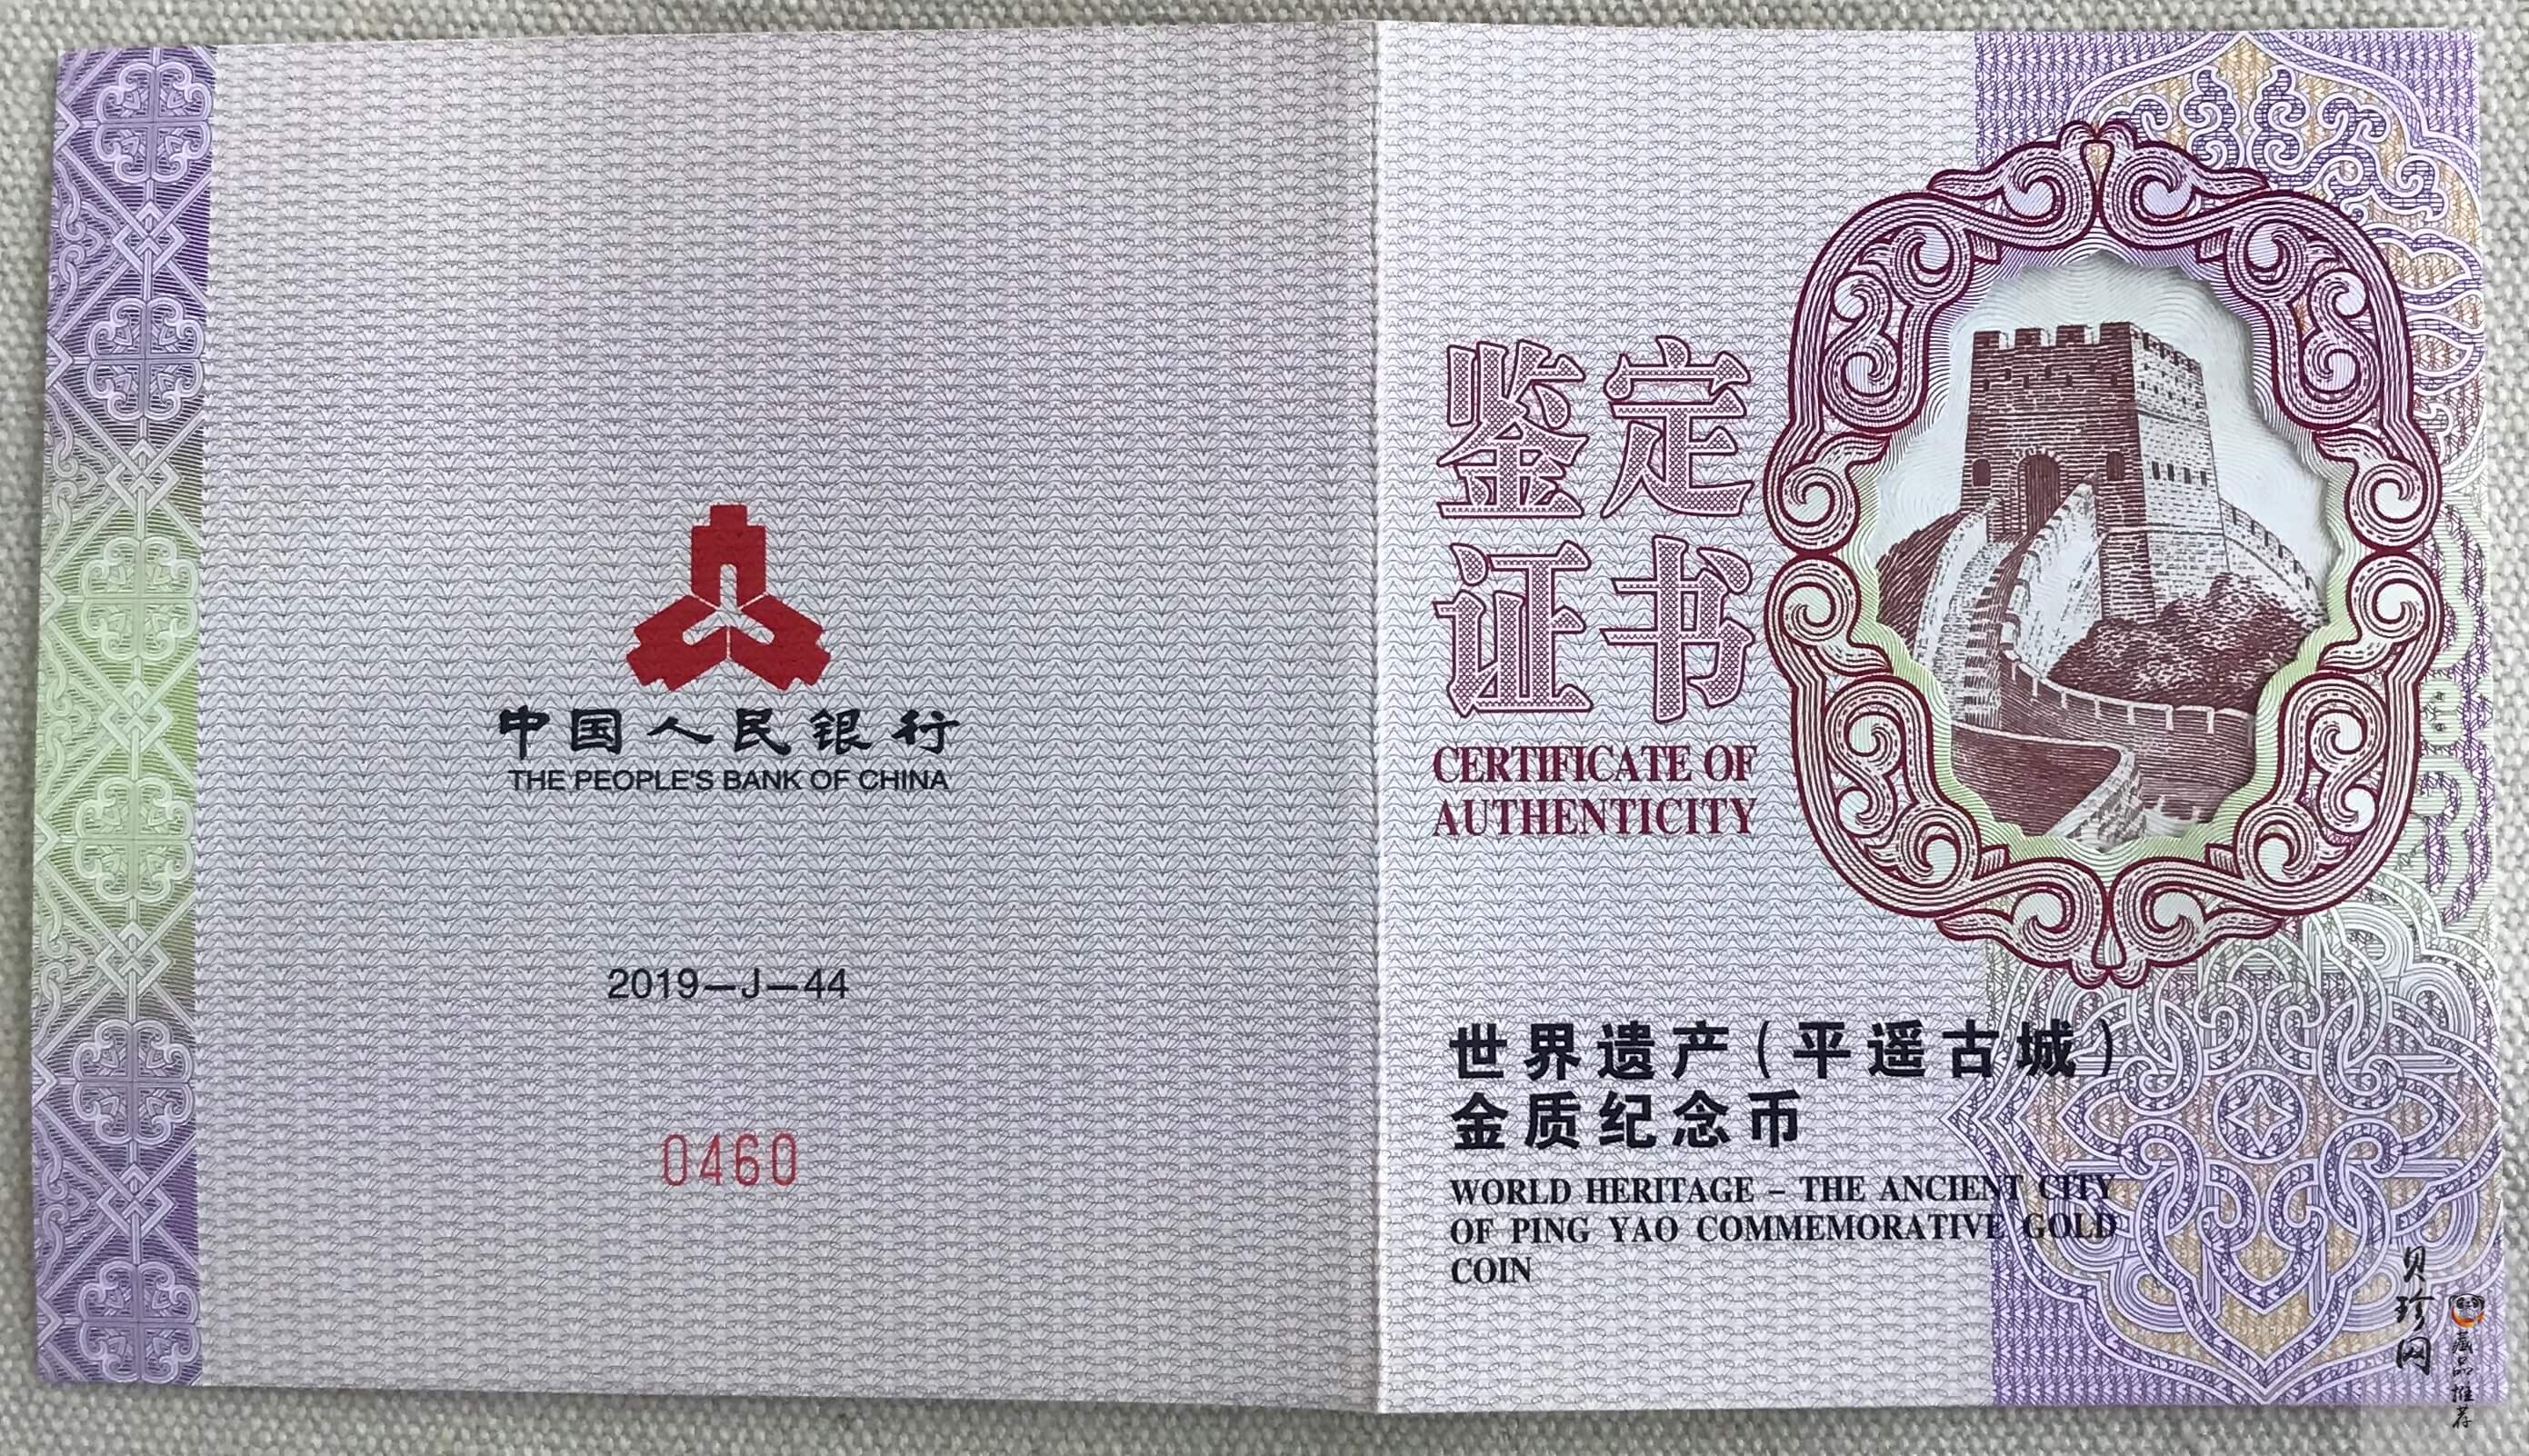 中国人民银行
THE PEOPLE'S BANK OF CHINA
2019—J—44
0460
鉴定
证书
CERTIFICATE OF
AUTHENTICITY
世界遗产(平遥古城)
金质纪念币
WORLD HERITAGE – THE ANCIENT CITY
OF PING YAO COMMEMORATIVE GOLD
COIN
贝珍网
藏品推荐